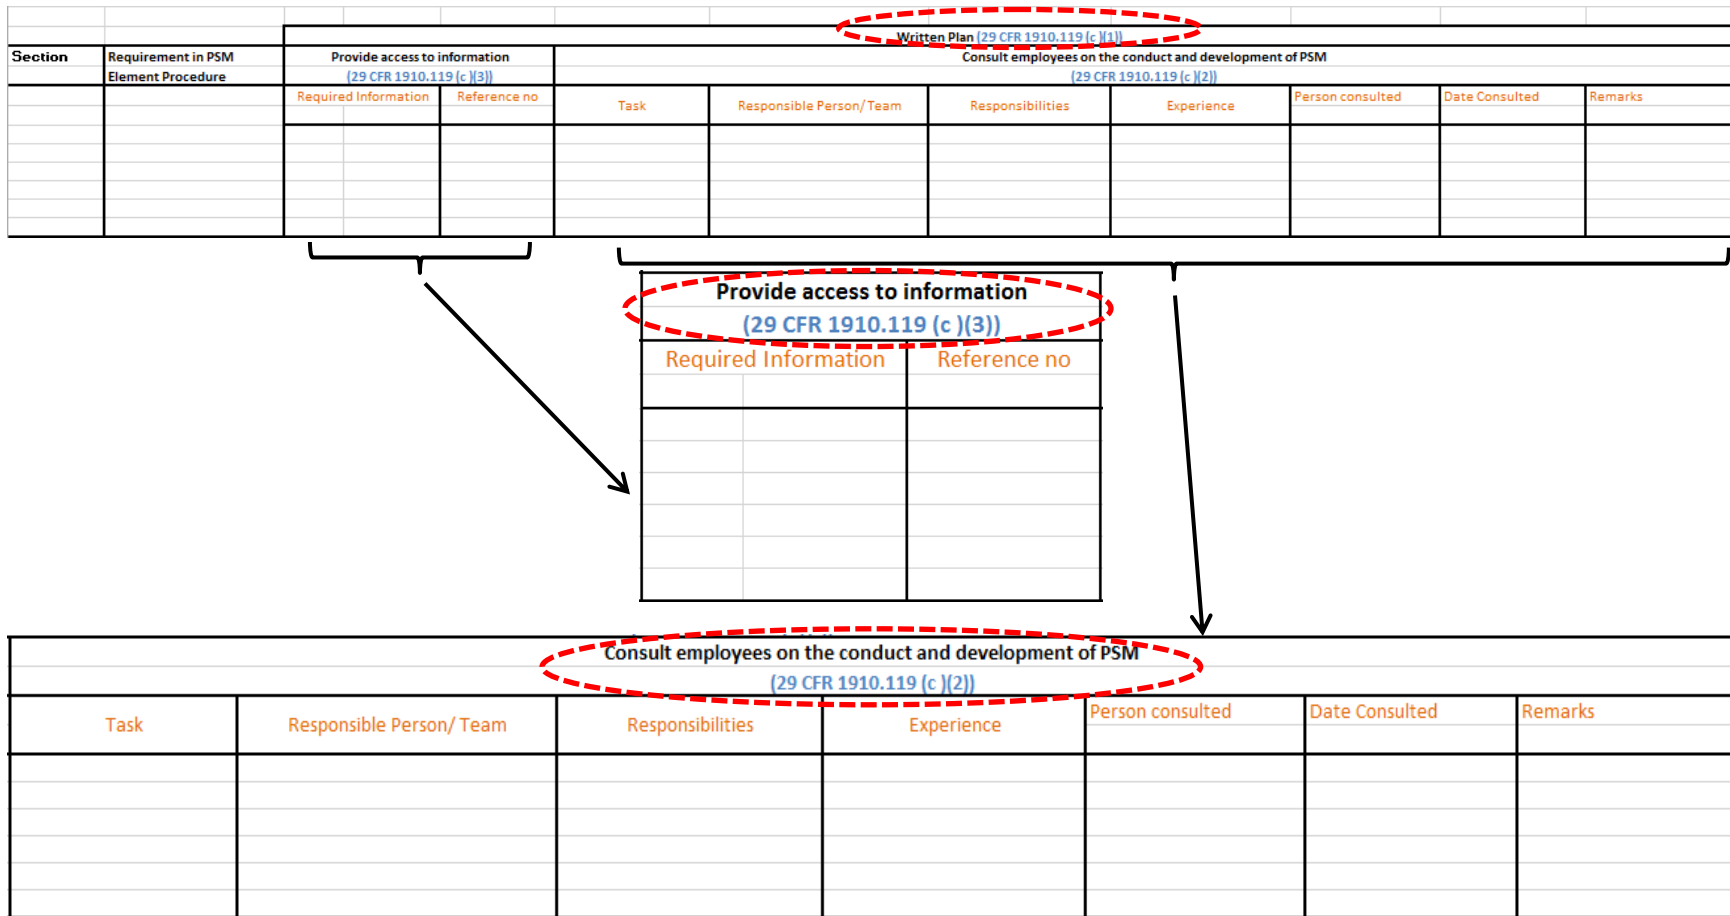 Written Plan (29 CFR 1910.119 (c )(1))
Section
Requirement in PSM
Element Procedure
Provide access to information
(29 CFR 1910.119 (c )(3))
Consult employees on the conduct and development of PSM
(29 CFR 1910.119 (c )(2))
Required Information
Reference no
Task
Responsible Person/ Team
Responsibilities
Experience
Person consulted
Date Consulted
Remarks
Provide access to information
(29 CFR 1910.119 (c )(3))
Required Information
Reference no
Consult employees on the conduct and development of PSM
(29 CFR 1910.119 (c )(2))
Task
Responsible Person/ Team
Responsibilities
Experience
Person consulted
Date Consulted
Remarks